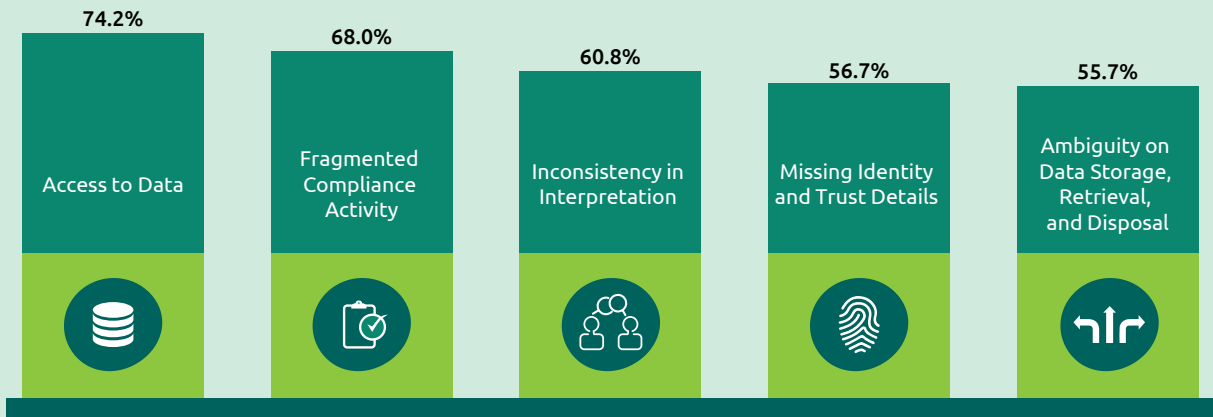 74.2%
68.0%
60.8%
56.7%
55.7%
Access to Data
Fragmented
Compliance
Activity
Inconsistency in
Interpretation
Missing Identity
and Trust Details
Ambiguity on
Data Storage,
Retrieval,
and Disposal